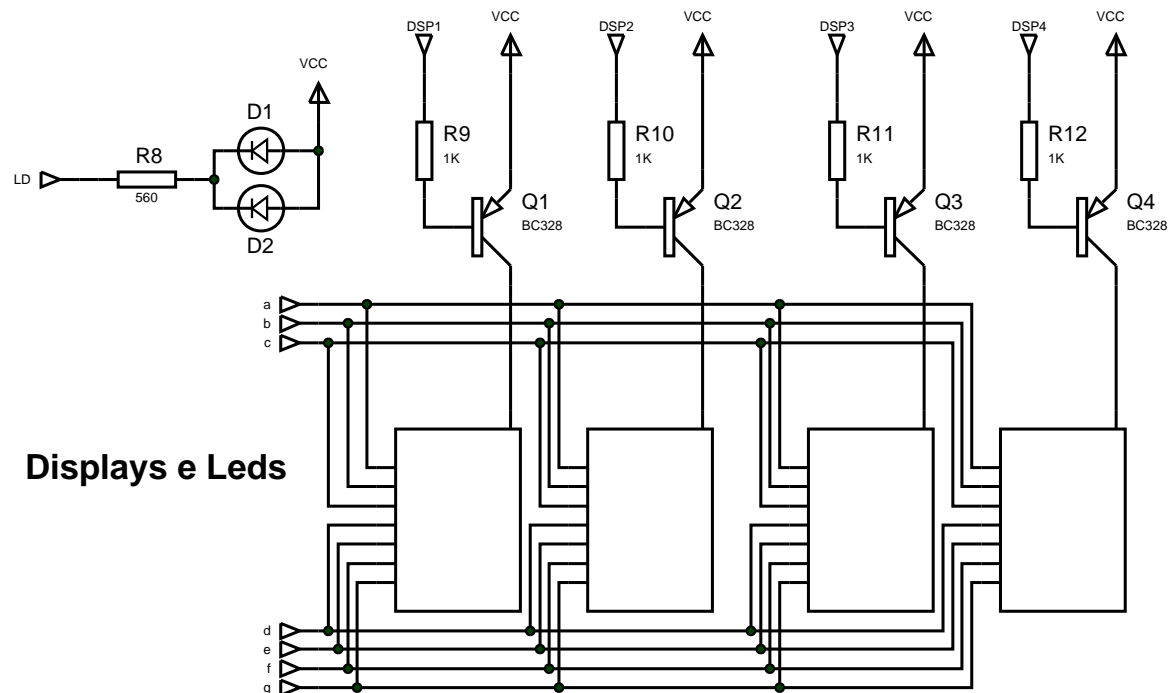 DSP1
VCC
DSP2
VCC
DSP3
VCC
DSP4
VCC
VCC
D1
R8
LD
560
D2
R9
1K
R10
1K
R11
1K
R12
1K
Q1
BC328
Q2
BC328
Q3
BC328
Q4
BC328
a
b
c
Displays e Leds
d
e
f
g